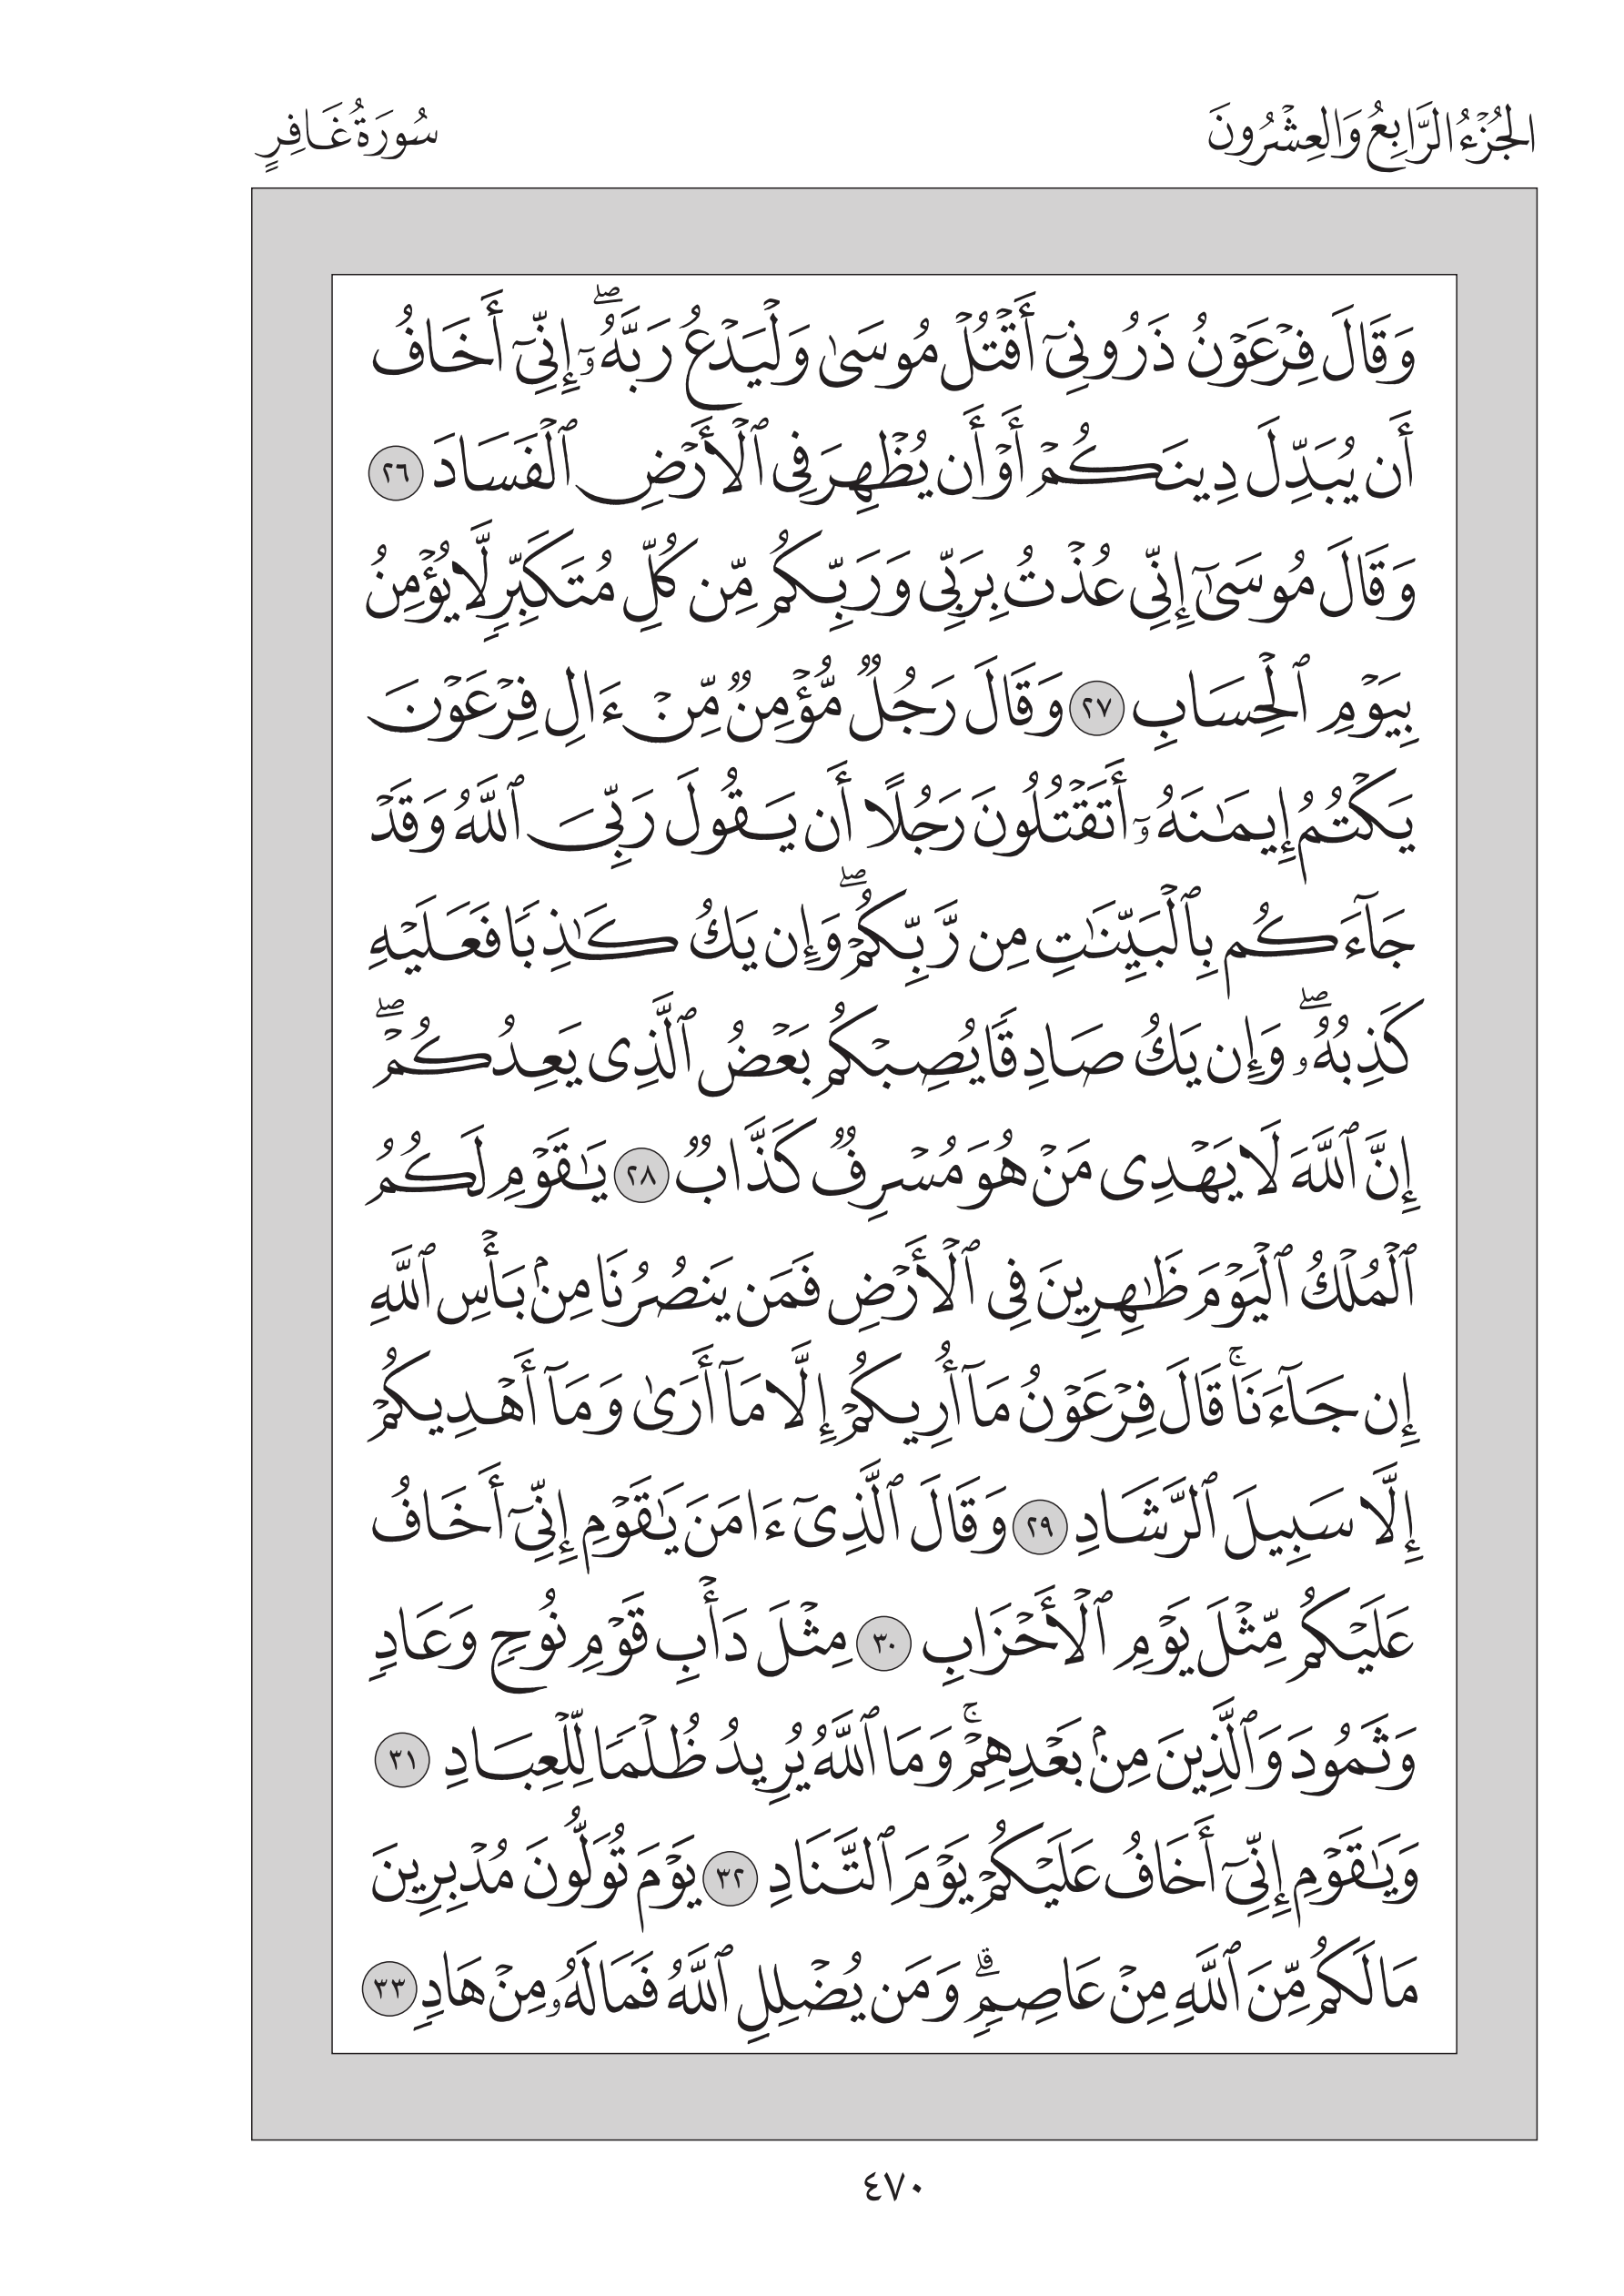 الجُزْءُ الرَّابِعُ وَالعِشْرُونَ
سُورَةُ غَافِرٍ
وَقَالَ فِرْعَوْنُ ذَرُونِىٓ أَقْتُلْ مُوسَىٰ وَلْيَدْعُ رَبَّهُۥٓ ۖ إِنِّىٓ أَخَافُ
أَن يُبَدِّلَ دِينَكُمْ أَوْ أَن يُظْهِرَ فِى ٱلْأَرْضِ ٱلْفَسَادَ ٢٦
وَقَالَ مُوسَىٰٓ إِنِّى عُذْتُ بِرَبِّى وَرَبِّكُم مِّن كُلِّ مُتَكَبِّرٍ لَّا يُؤْمِنُ
بِيَوْمِ ٱلْحِسَابِ ٢٧ وَقَالَ رَجُلٌ مُّؤْمِنٌ مِّنْ ءَالِ فِرْعَوْنَ
يَكْتُمُ إِيمَٰنَهُۥٓ أَتَقْتُلُونَ رَجُلًا أَن يَقُولَ رَبِّىَ ٱللَّهُ وَقَدْ
جَآءَكُم بِٱلْبَيِّنَٰتِ مِن رَّبِّكُمْ ۖ وَإِن يَكُ كَٰذِبًا فَعَلَيْهِ
كَذِبُهُۥ ۖ وَإِن يَكُ صَادِقًا يُصِبْكُم بَعْضُ ٱلَّذِى يَعِدُكُمْ ۖ
إِنَّ ٱللَّهَ لَا يَهْدِى مَنْ هُوَ مُسْرِفٌ كَذَّابٌ ٢٨ يَٰقَوْمِ لَكُمُ
ٱلْمُلْكُ ٱلْيَوْمَ ظَٰهِرِينَ فِى ٱلْأَرْضِ فَمَن يَنصُرُنَا مِنۢ بَأْسِ ٱللَّهِ
إِن جَآءَنَا ۚ قَالَ فِرْعَوْنُ مَآ أُرِيكُمْ إِلَّا مَآ أَرَىٰ وَمَآ أَهْدِيكُمْ
إِلَّا سَبِيلَ ٱلرَّشَادِ ٢٩ وَقَالَ ٱلَّذِىٓ ءَامَنَ يَٰقَوْمِ إِنِّىٓ أَخَافُ
عَلَيْكُم مِّثْلَ يَوْمِ ٱلْأَحْزَابِ ٣٠ مِثْلَ دَأْبِ قَوْمِ نُوحٍ وَعَادٍ
وَثَمُودَ وَٱلَّذِينَ مِنۢ بَعْدِهِمْ ۚ وَمَا ٱللَّهُ يُرِيدُ ظُلْمًا لِّلْعِبَادِ ٣١
وَيَٰقَوْمِ إِنِّىٓ أَخَافُ عَلَيْكُمْ يَوْمَ ٱلتَّنَادِ ٣٢ يَوْمَ تُوَلُّونَ مُدْبِرِينَ
مَا لَكُم مِّنَ ٱللَّهِ مِنْ عَاصِمٍ ۗ وَمَن يُضْلِلِ ٱللَّهُ فَمَا لَهُۥ مِنْ هَادٍ ٣٣
٤٧٠